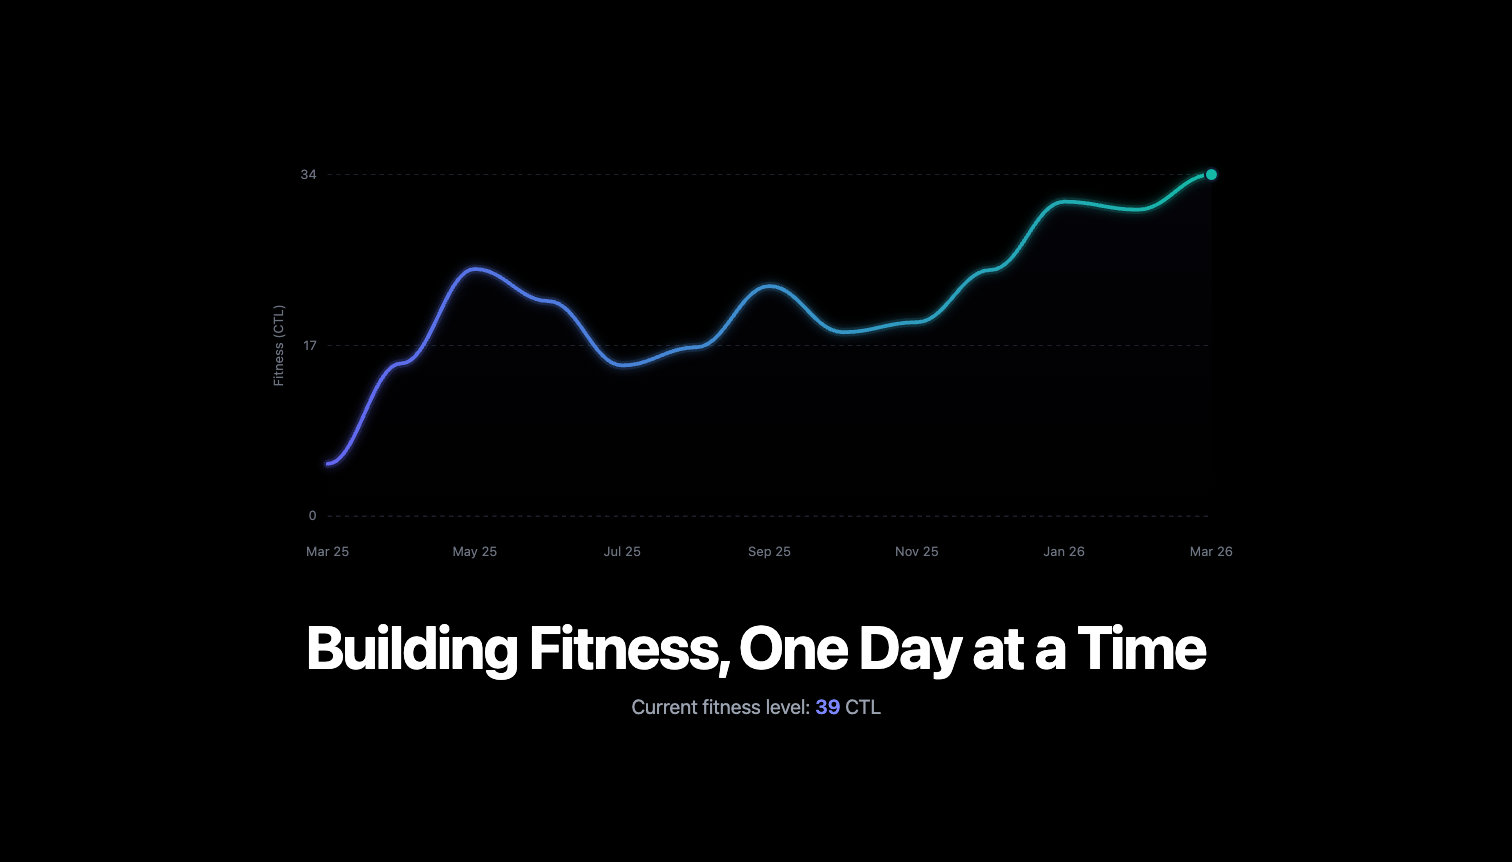 34
Fitness (CTL)
17
0
Mar 25 May 25 Jul 25 Sep 25 Nov 25 Jan 26 Mar 26
Building Fitness, One Day at a Time
Current fitness level: 39 CTL